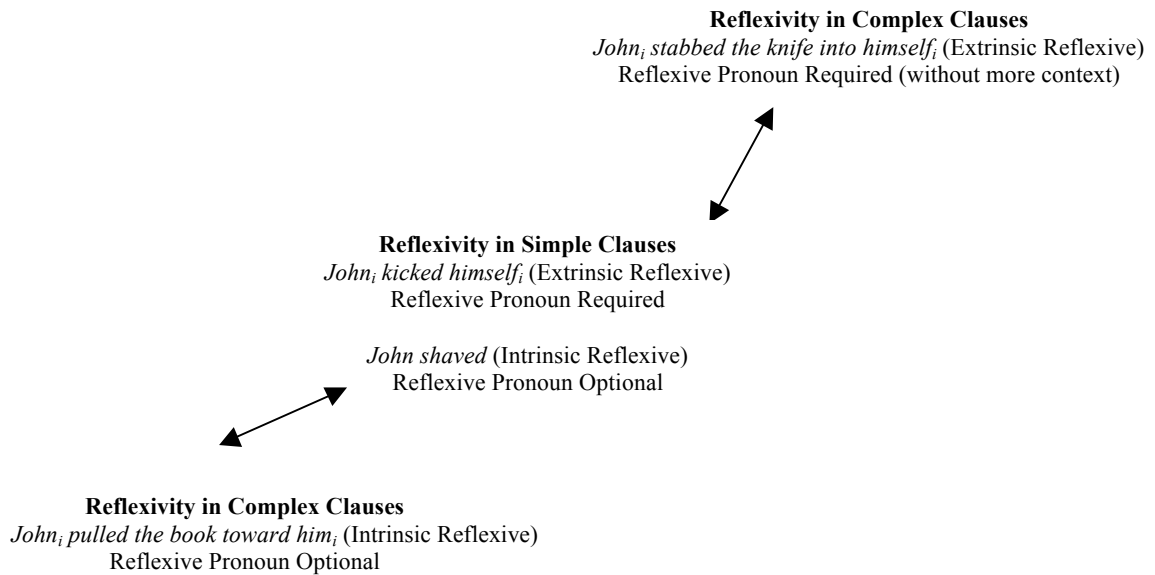 Reflexivity in Complex Clauses
Johnᵢ stabbed the knife into himselfᵢ (Extrinsic Reflexive)
Reflexive Pronoun Required (without more context)
Reflexivity in Simple Clauses
Johnᵢ kicked himselfᵢ (Extrinsic Reflexive)
Reflexive Pronoun Required
John shaved (Intrinsic Reflexive)
Reflexive Pronoun Optional
Reflexivity in Complex Clauses
Johnᵢ pulled the book toward himᵢ (Intrinsic Reflexive)
Reflexive Pronoun Optional